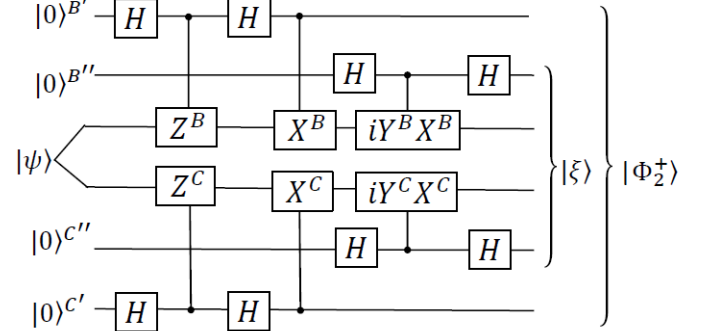 |0⟩^{B'} H H
|0⟩^{B''} H H
Z^B X^B iY^B X^B
|ψ⟩ |ξ⟩ |Φ_2^+⟩
Z^C X^C iY^C X^C
|0⟩^{C''} H H
|0⟩^{C'} H H